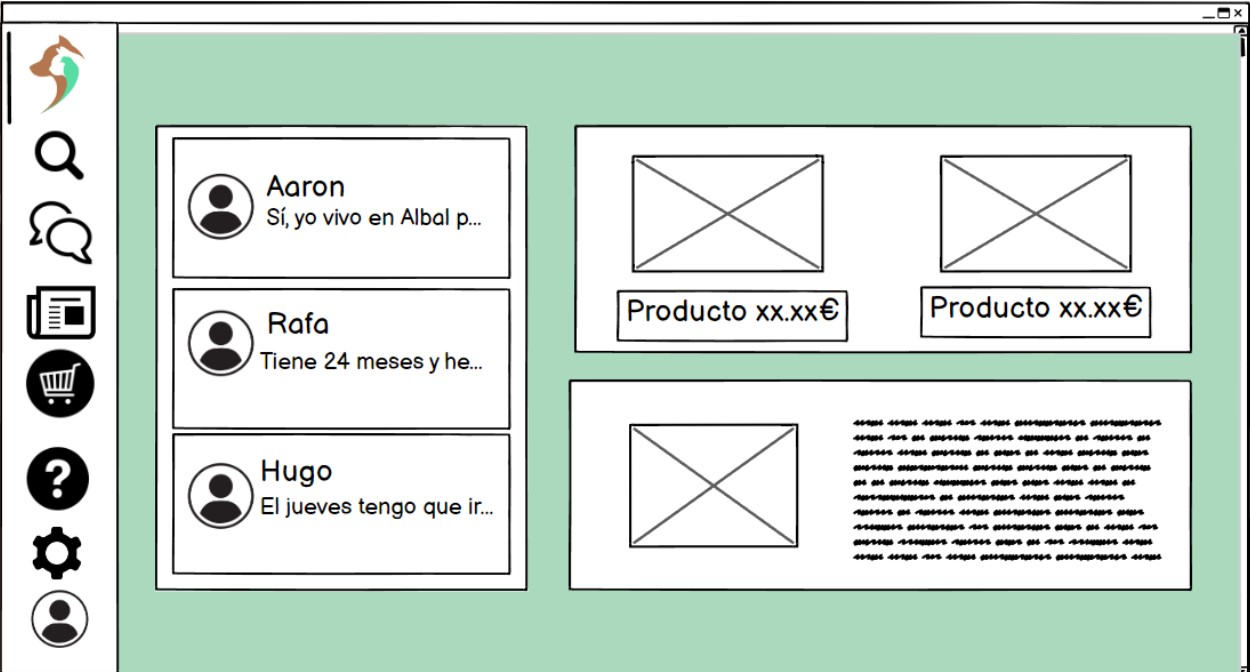 Aaron
Sí, yo vivo en Albal p...
Rafa
Tiene 24 meses y he...
Hugo
El jueves tengo que ir...
Producto xx.xx€
Producto xx.xx€
?